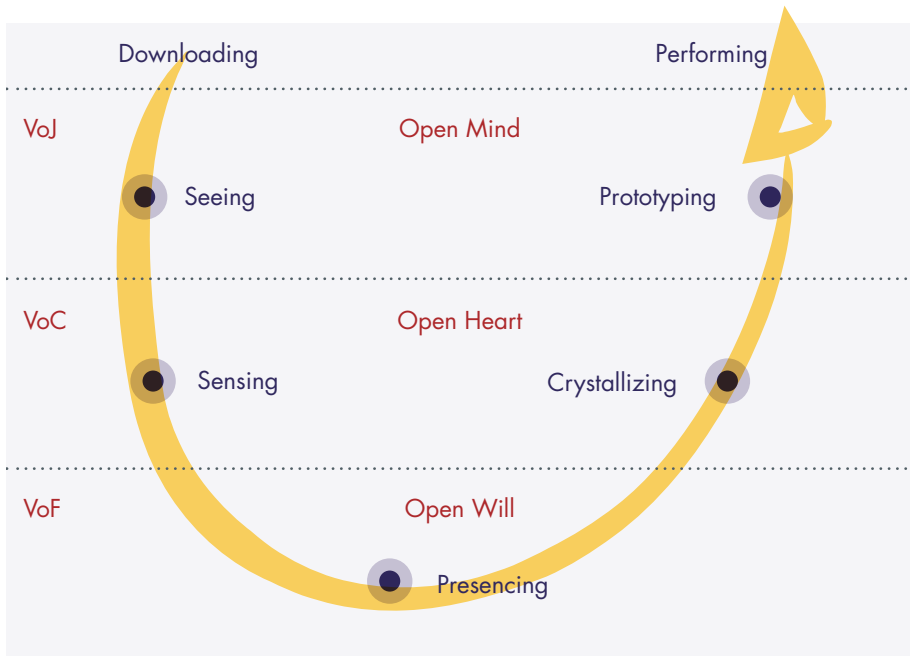 Downloading
Performing
VoJ
Open Mind
Seeing
Prototyping
VoC
Open Heart
Sensing
Crystallizing
VoF
Open Will
Presencing